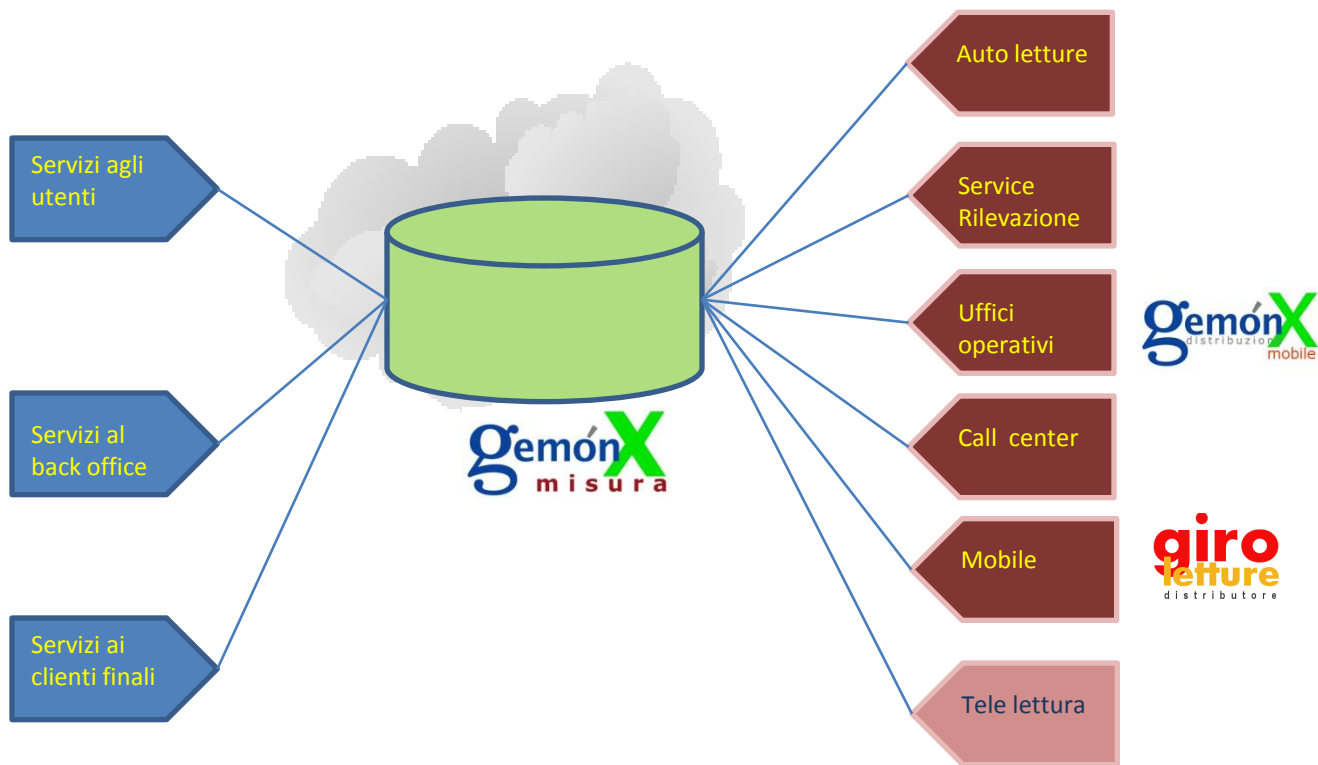 Servizi agli
utenti
Servizi al
back office
Servizi ai
clienti finali
gemónX
misura
Auto letture
Service
Rilevazione
Uffici
operativi
gemónX
distribuzione
mobile
Call center
Mobile
giro
letture
distributore
Tele lettura